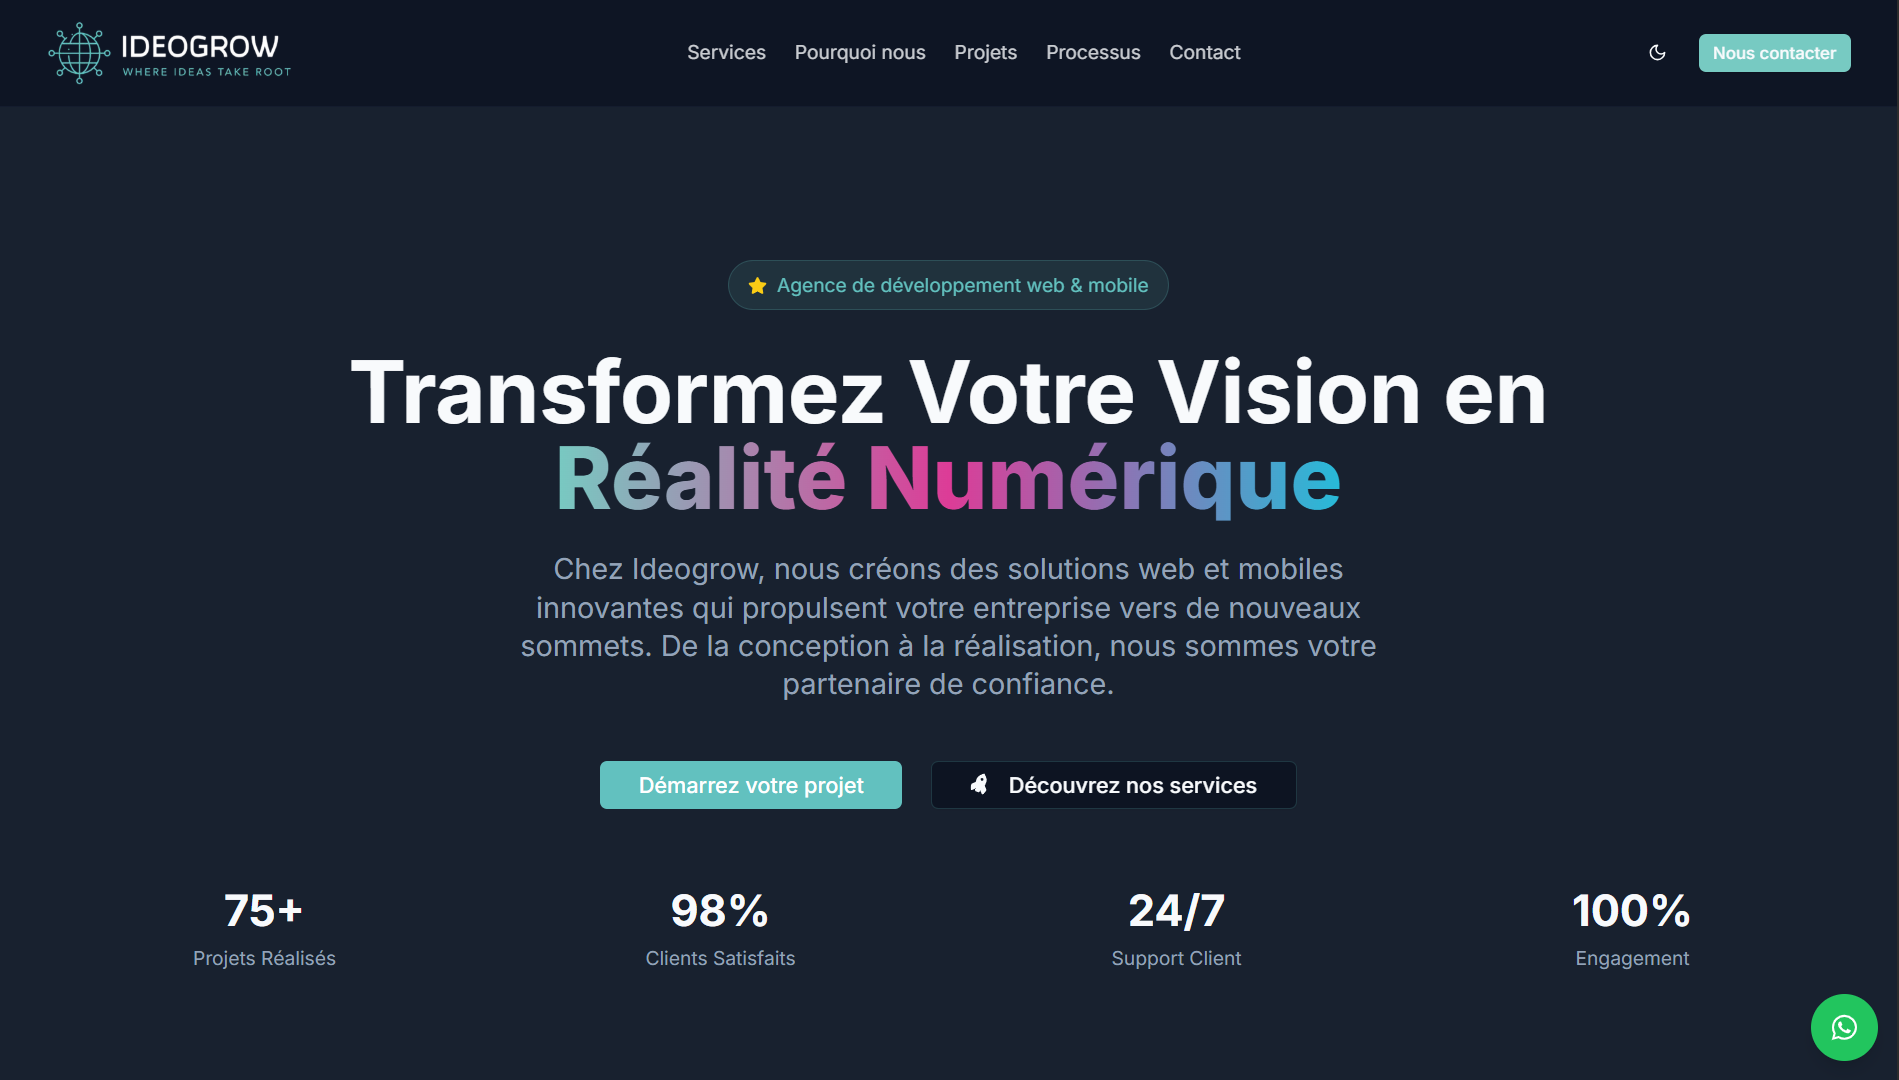 IDEOGROW
WHERE IDEAS TAKE ROOT
Services
Pourquoi nous
Projets
Processus
Contact
Nous contacter
Agence de développement web & mobile
Transformez Votre Vision en
Réalité Numérique
Chez Ideogrow, nous créons des solutions web et mobiles
innovantes qui propulsent votre entreprise vers de nouveaux
sommets. De la conception à la réalisation, nous sommes votre
partenaire de confiance.
Démarrez votre projet
Découvrez nos services
75+
Projets Réalisés
98%
Clients Satisfaits
24/7
Support Client
100%
Engagement